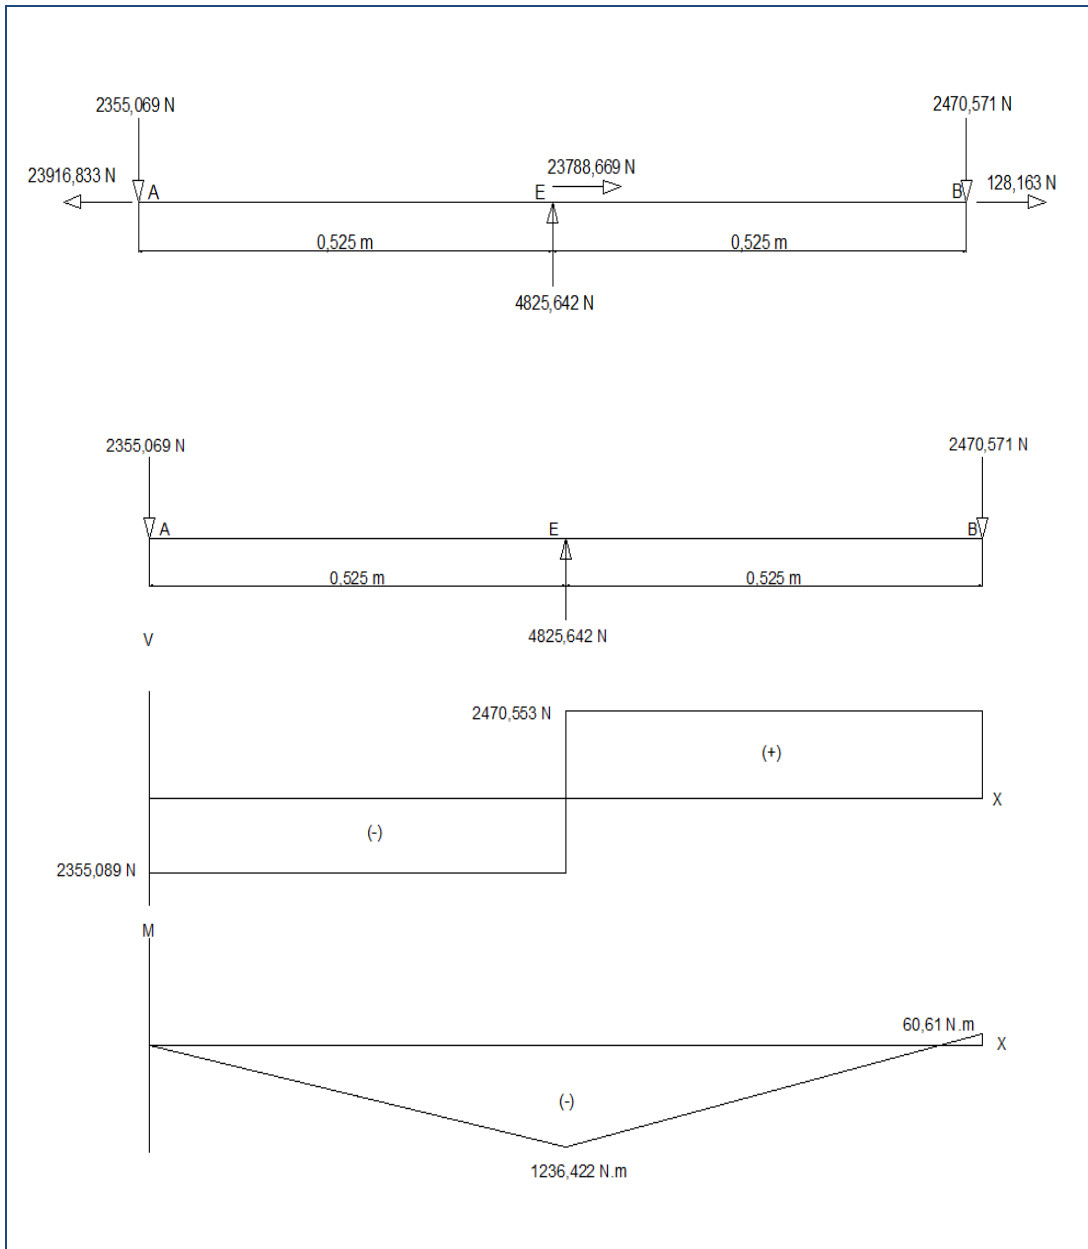 2355,069 N
2470,571 N
23916,833 N
23788,669 N
128,163 N
A
E
B
0,525 m
0,525 m
4825,642 N
2355,069 N
2470,571 N
A
E
B
0,525 m
0,525 m
4825,642 N
V
2470,553 N
(+)
X
(-)
2355,089 N
M
60,61 N.m
X
(-)
1236,422 N.m